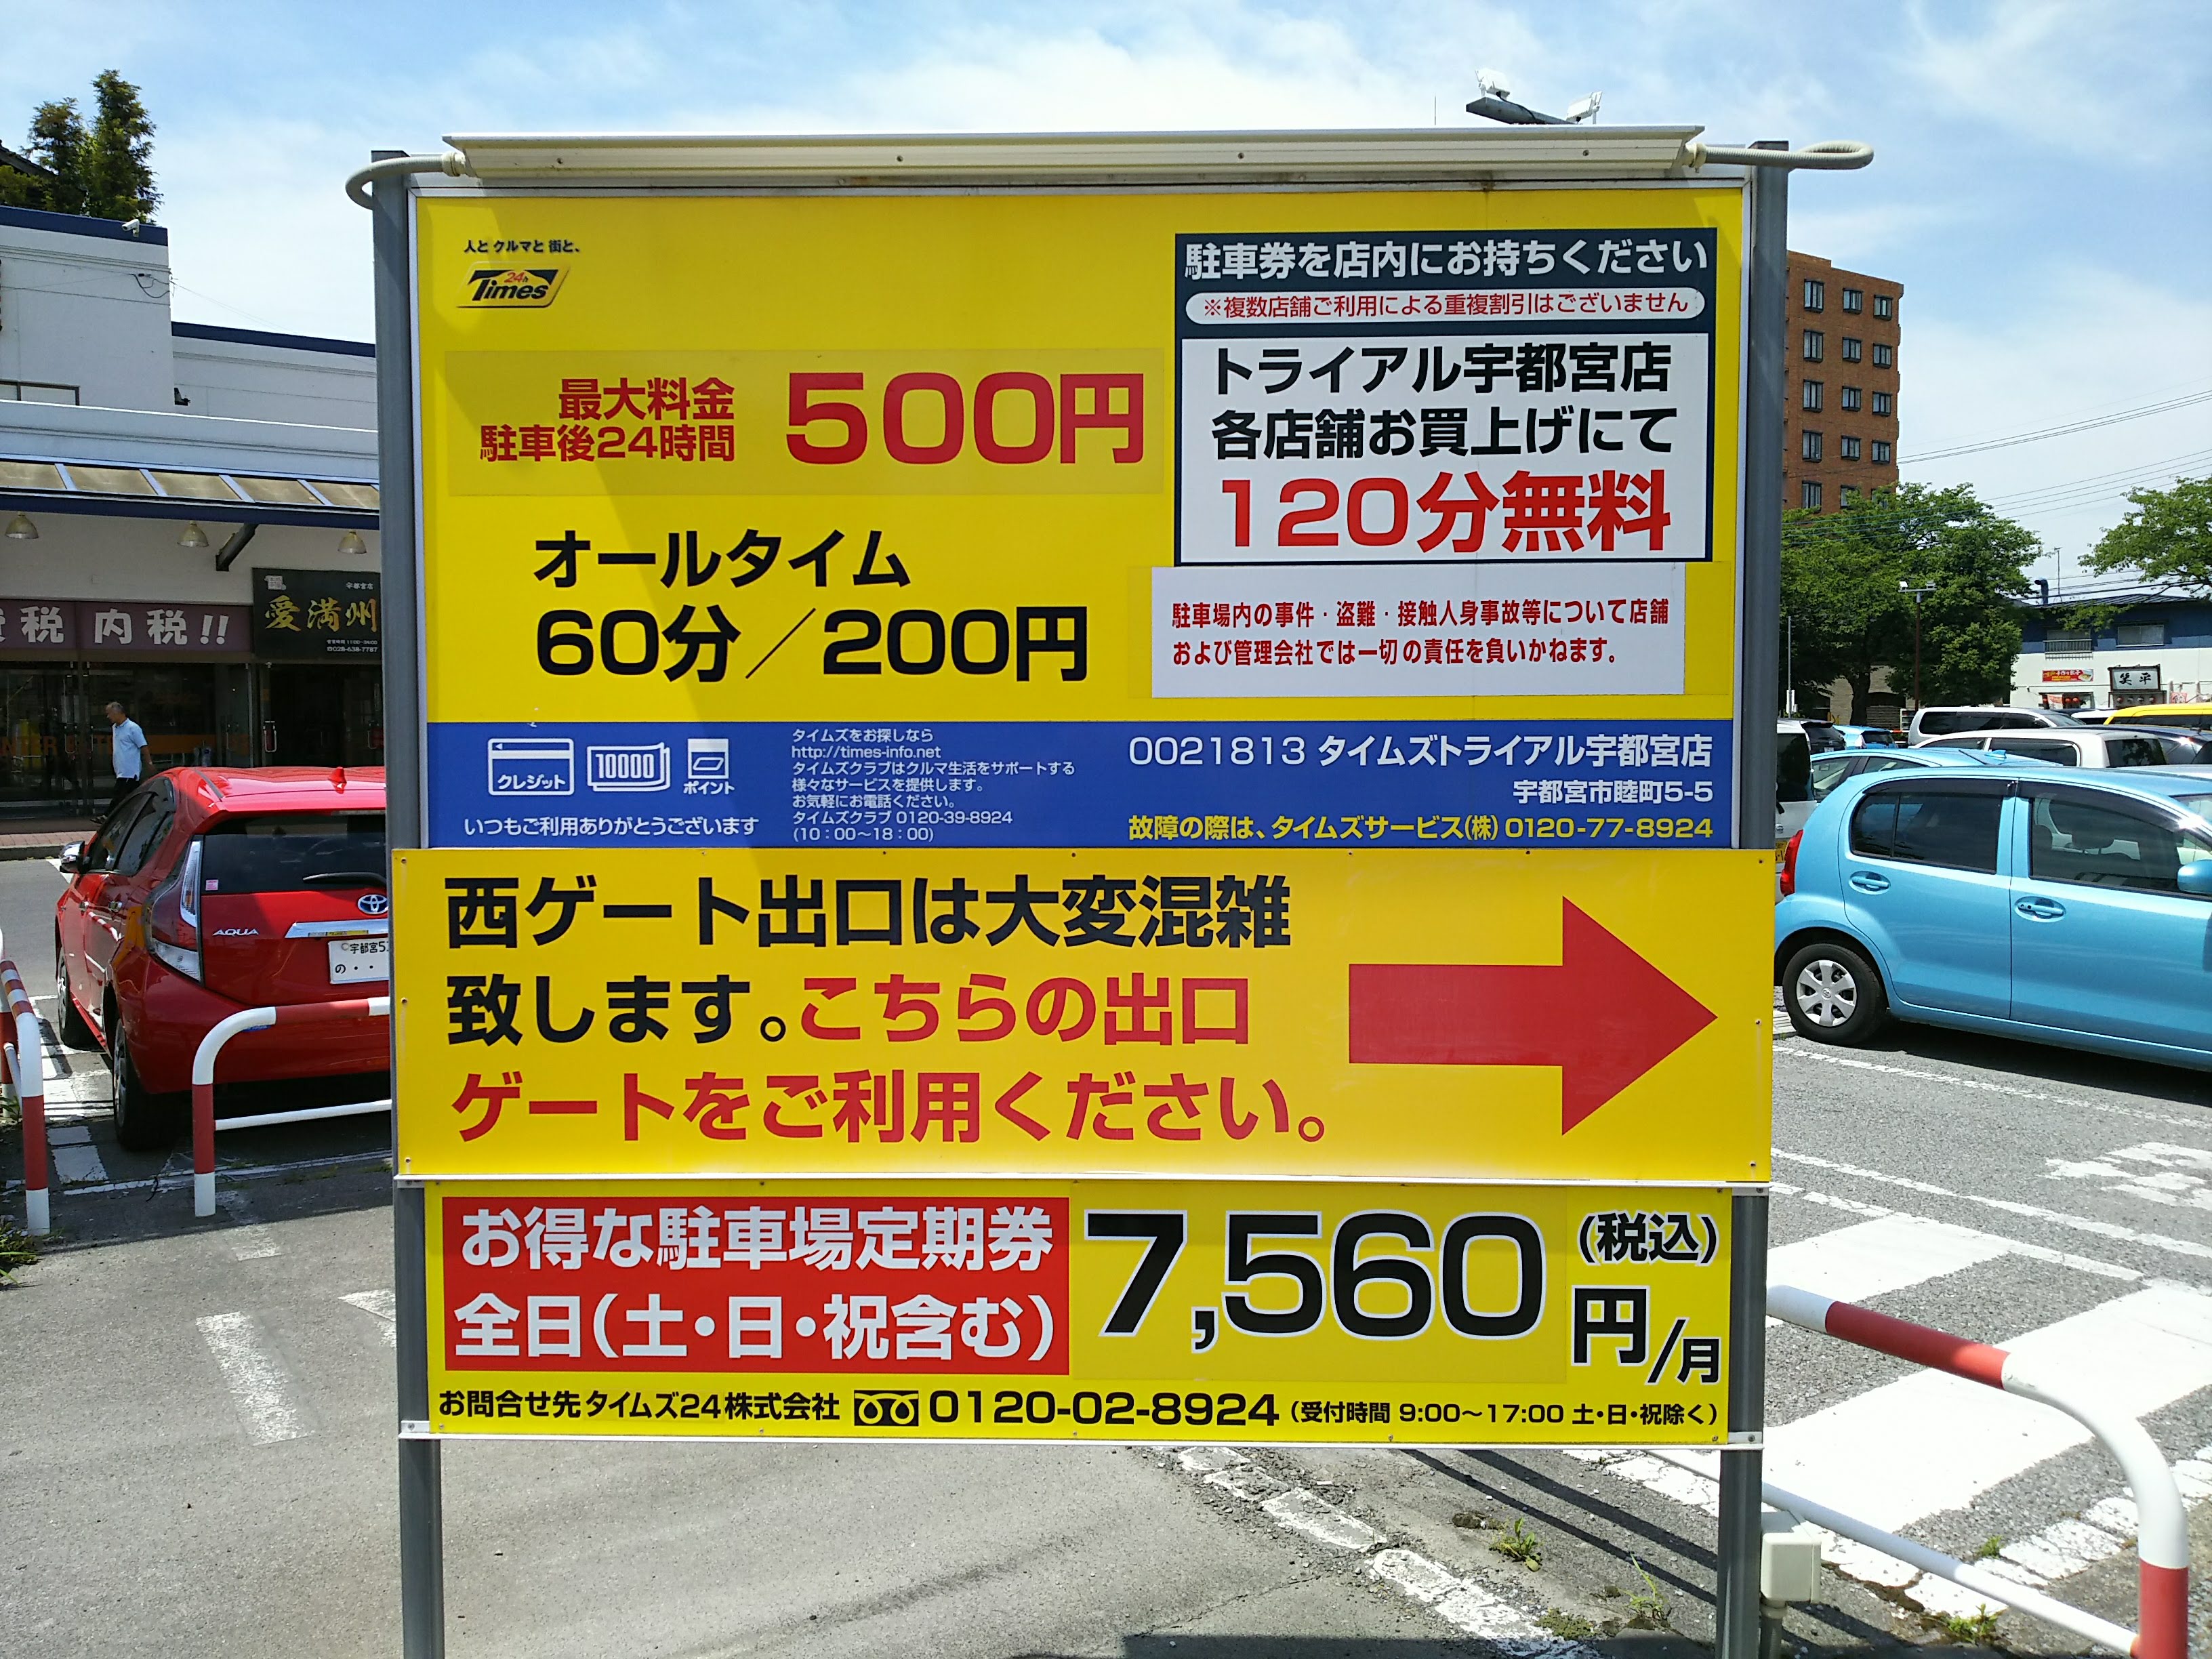 人と クルマと 街と、
24h
Times
最大料金
駐車後24時間
500円
オールタイム
60分／200円
駐車券を店内にお持ちください
※複数店舗ご利用による重複割引はございません
トライアル宇都宮店
各店舗お買上げにて
120分無料
駐車場内の事件・盗難・接触人身事故等について店舗
および管理会社では一切の責任を負いかねます。
クレジット
10000
ポイント
いつもご利用ありがとうございます
タイムズをお探しなら
http://times-info.net
タイムズクラブはクルマ生活をサポートする
様々なサービスを提供します。
お気軽にお電話ください。
タイムズクラブ 0120-39-8924
(10：00〜18：00)
0021813 タイムズトライアル宇都宮店
宇都宮市睦町5-5
故障の際は、タイムズサービス(株) 0120-77-8924
西ゲート出口は大変混雑
致します。こちらの出口
ゲートをご利用ください。
お得な駐車場定期券
全日(土・日・祝含む)
7,560円/月
(税込)
お問合せ先 タイムズ24株式会社 0120-02-8924 (受付時間 9:00〜17:00 土・日・祝除く)
税 内税!!
宇都宮店
愛満州
☎028-638-7787
AQUA
宇都宮5
の・・
笑平